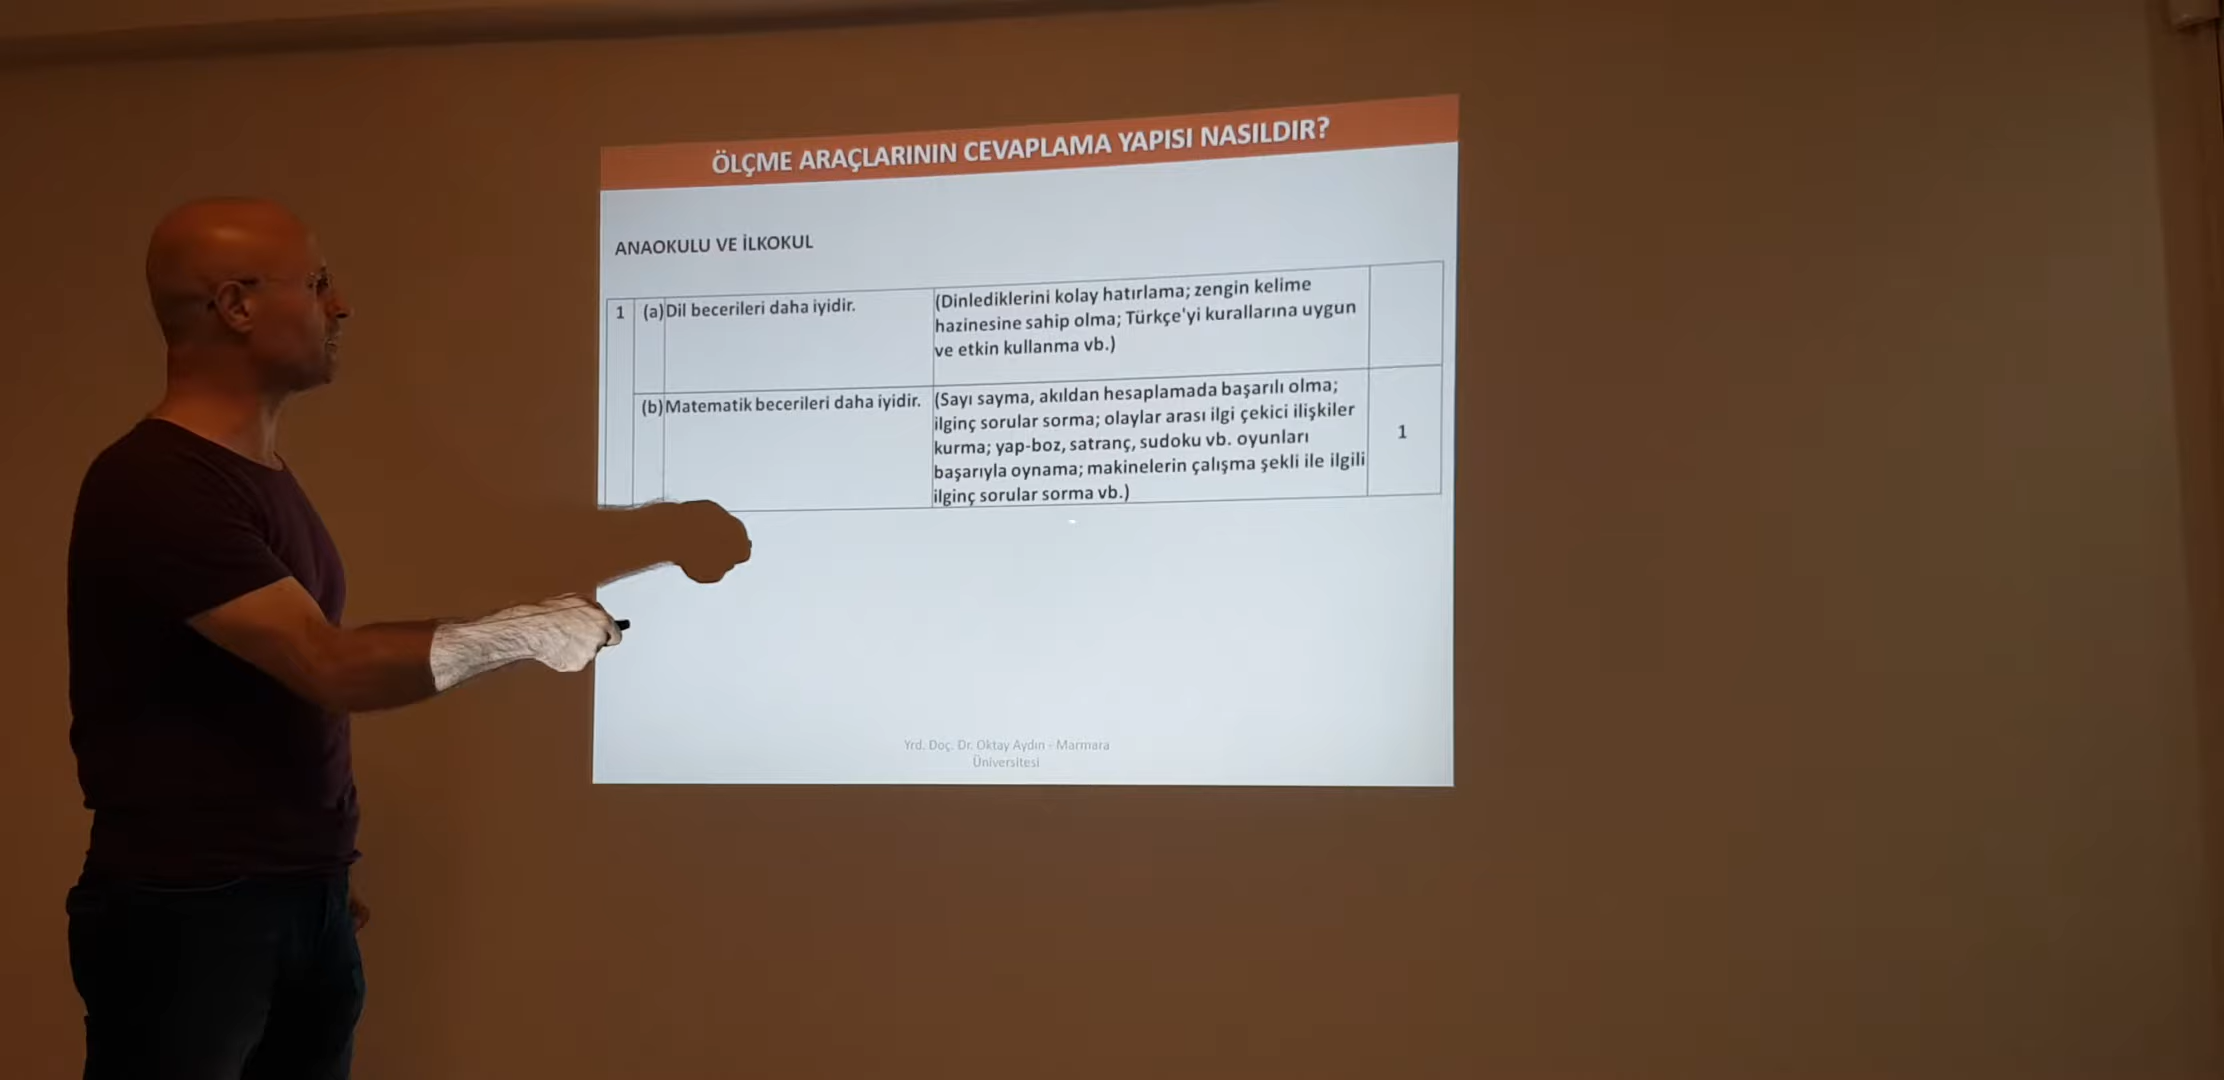 ÖLÇME ARAÇLARININ CEVAPLAMA YAPISI NASILDIR?
ANAOKULU VE İLKOKUL
1 (a) Dil becerileri daha iyidir.
(Dinlediklerini kolay hatırlama; zengin kelime
hazinesine sahip olma; Türkçe'yi kurallarına uygun
ve etkin kullanma vb.)
(b) Matematik becerileri daha iyidir.
(Sayı sayma, akıldan hesaplamada başarılı olma;
ilginç sorular sorma; olaylar arası ilgi çekici ilişkiler
kurma; yap-boz, satranç, sudoku vb. oyunları
başarıyla oynama; makinelerin çalışma şekli ile ilgili
ilginç sorular sorma vb.)
1
Yrd. Doç. Dr. Oktay Aydın - Marmara
Üniversitesi